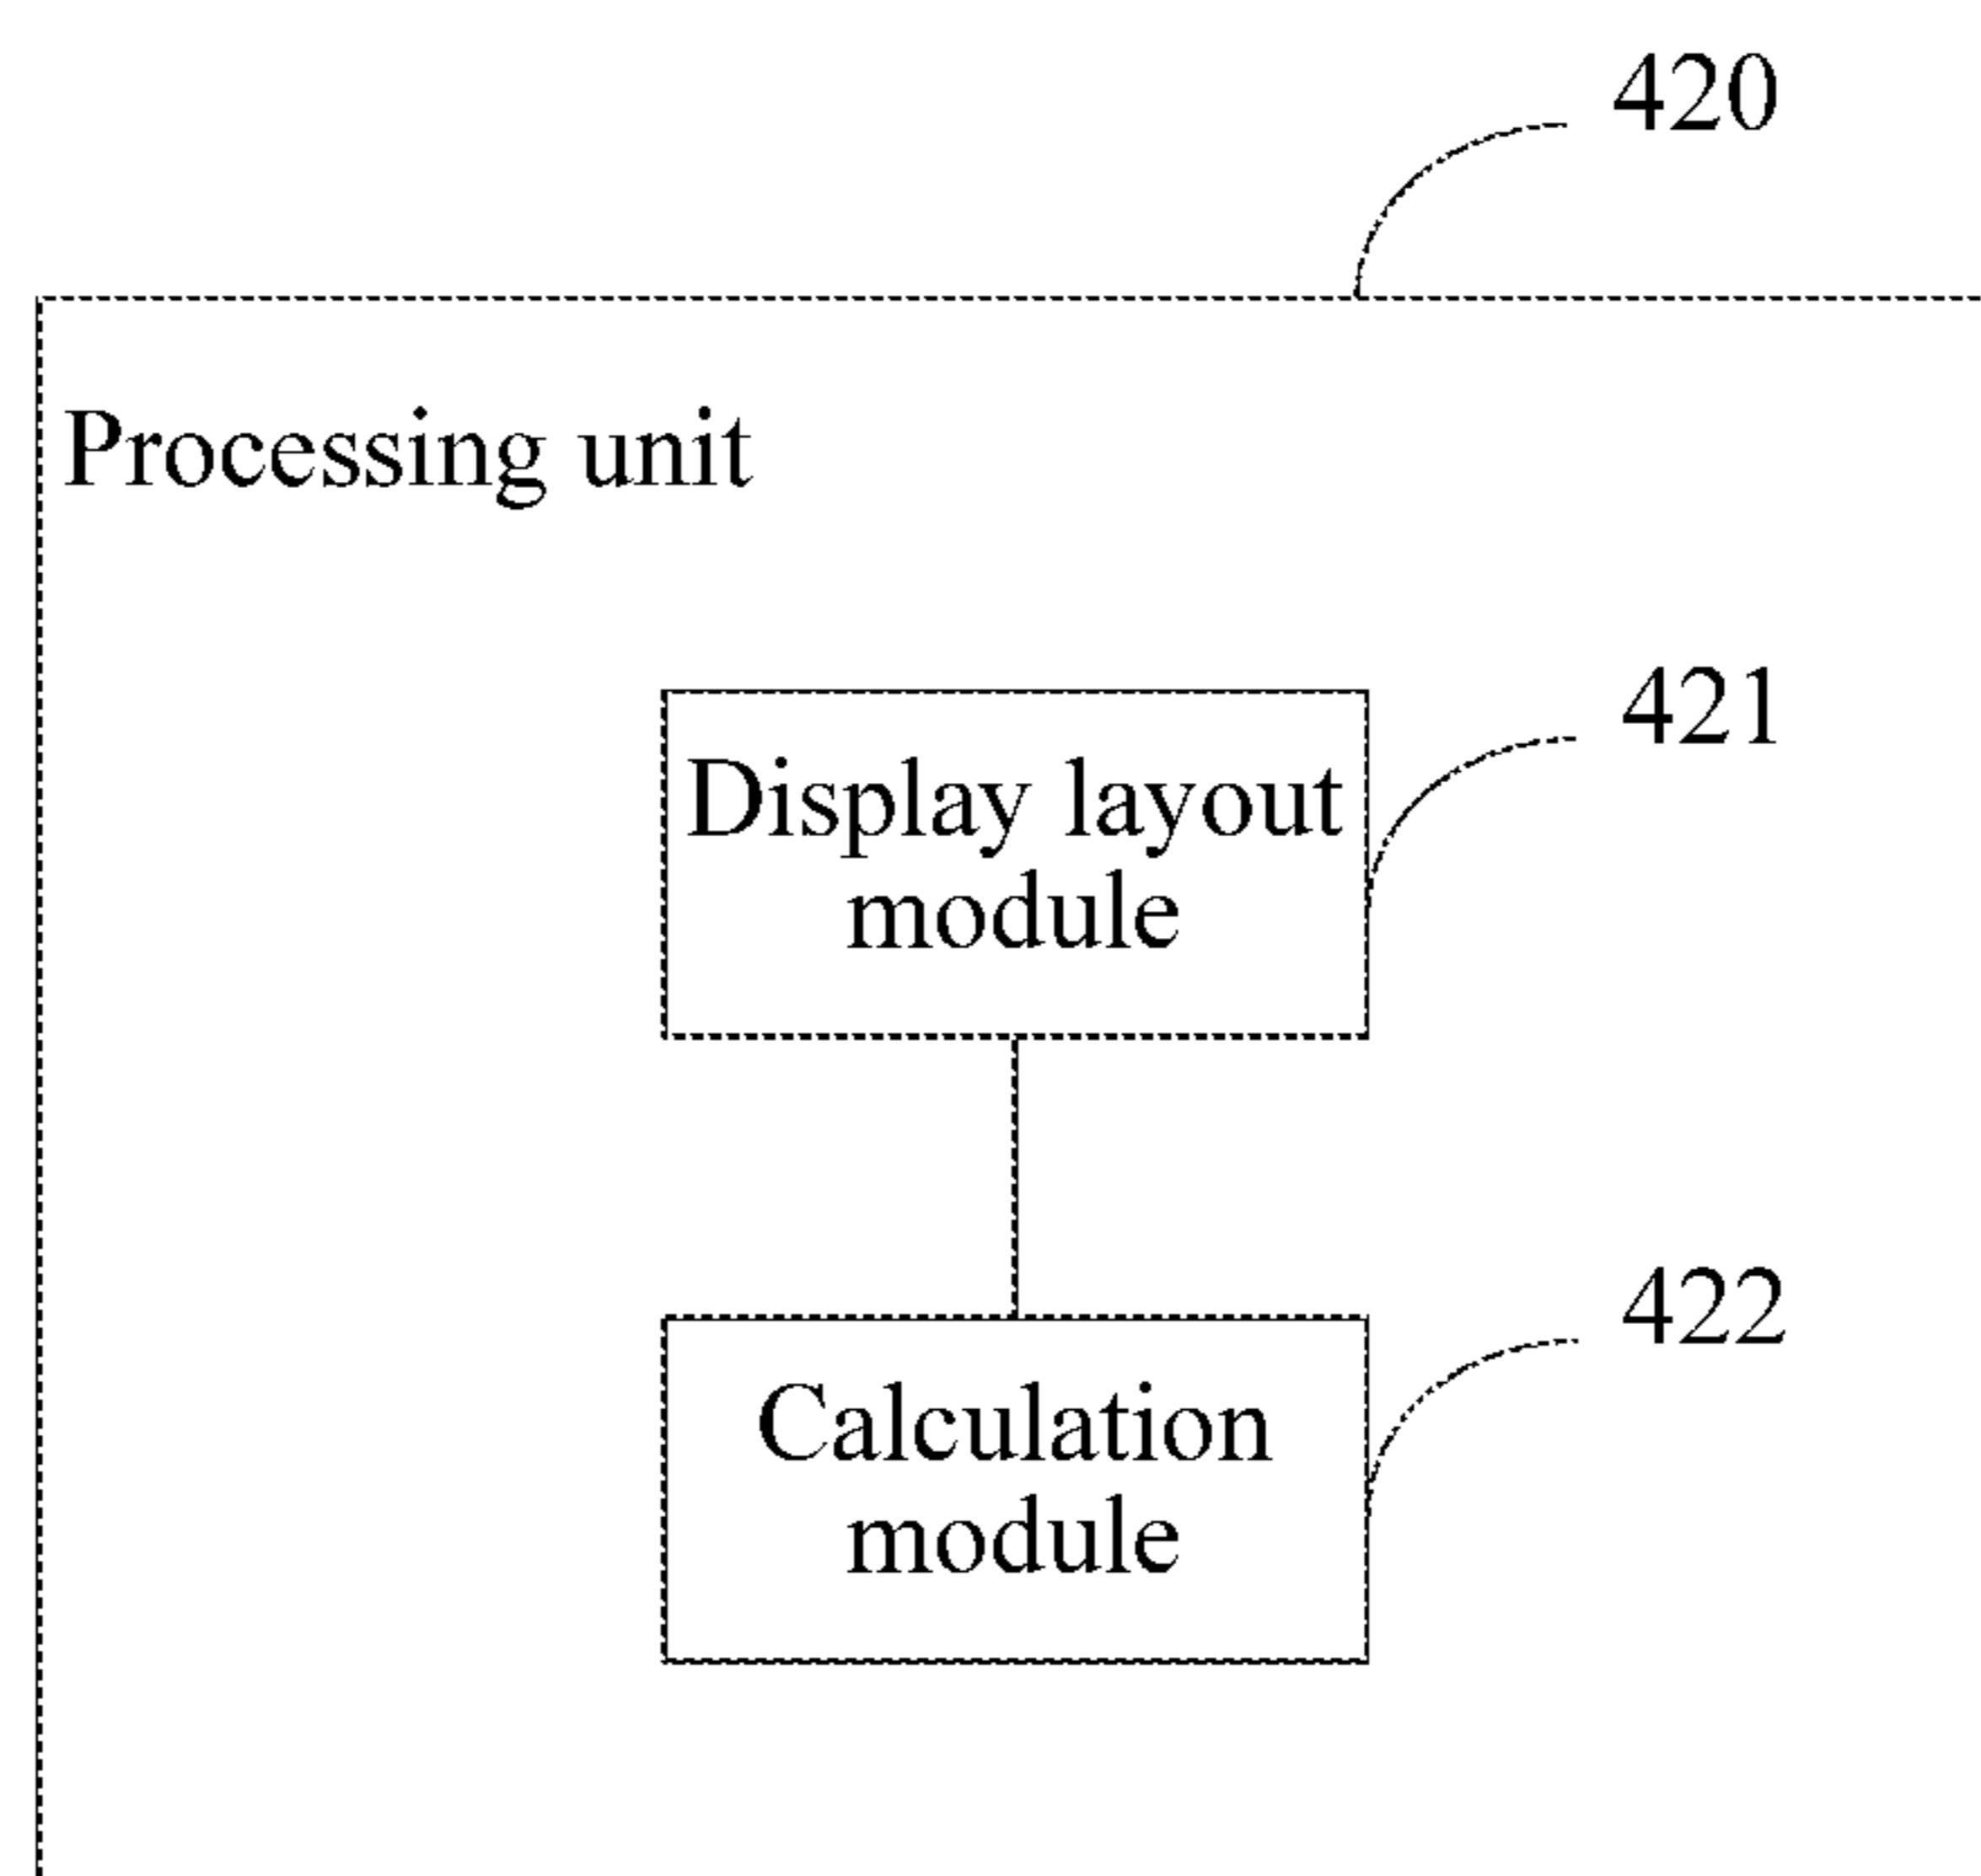 420
Processing unit
421
Display layout
module
422
Calculation
module